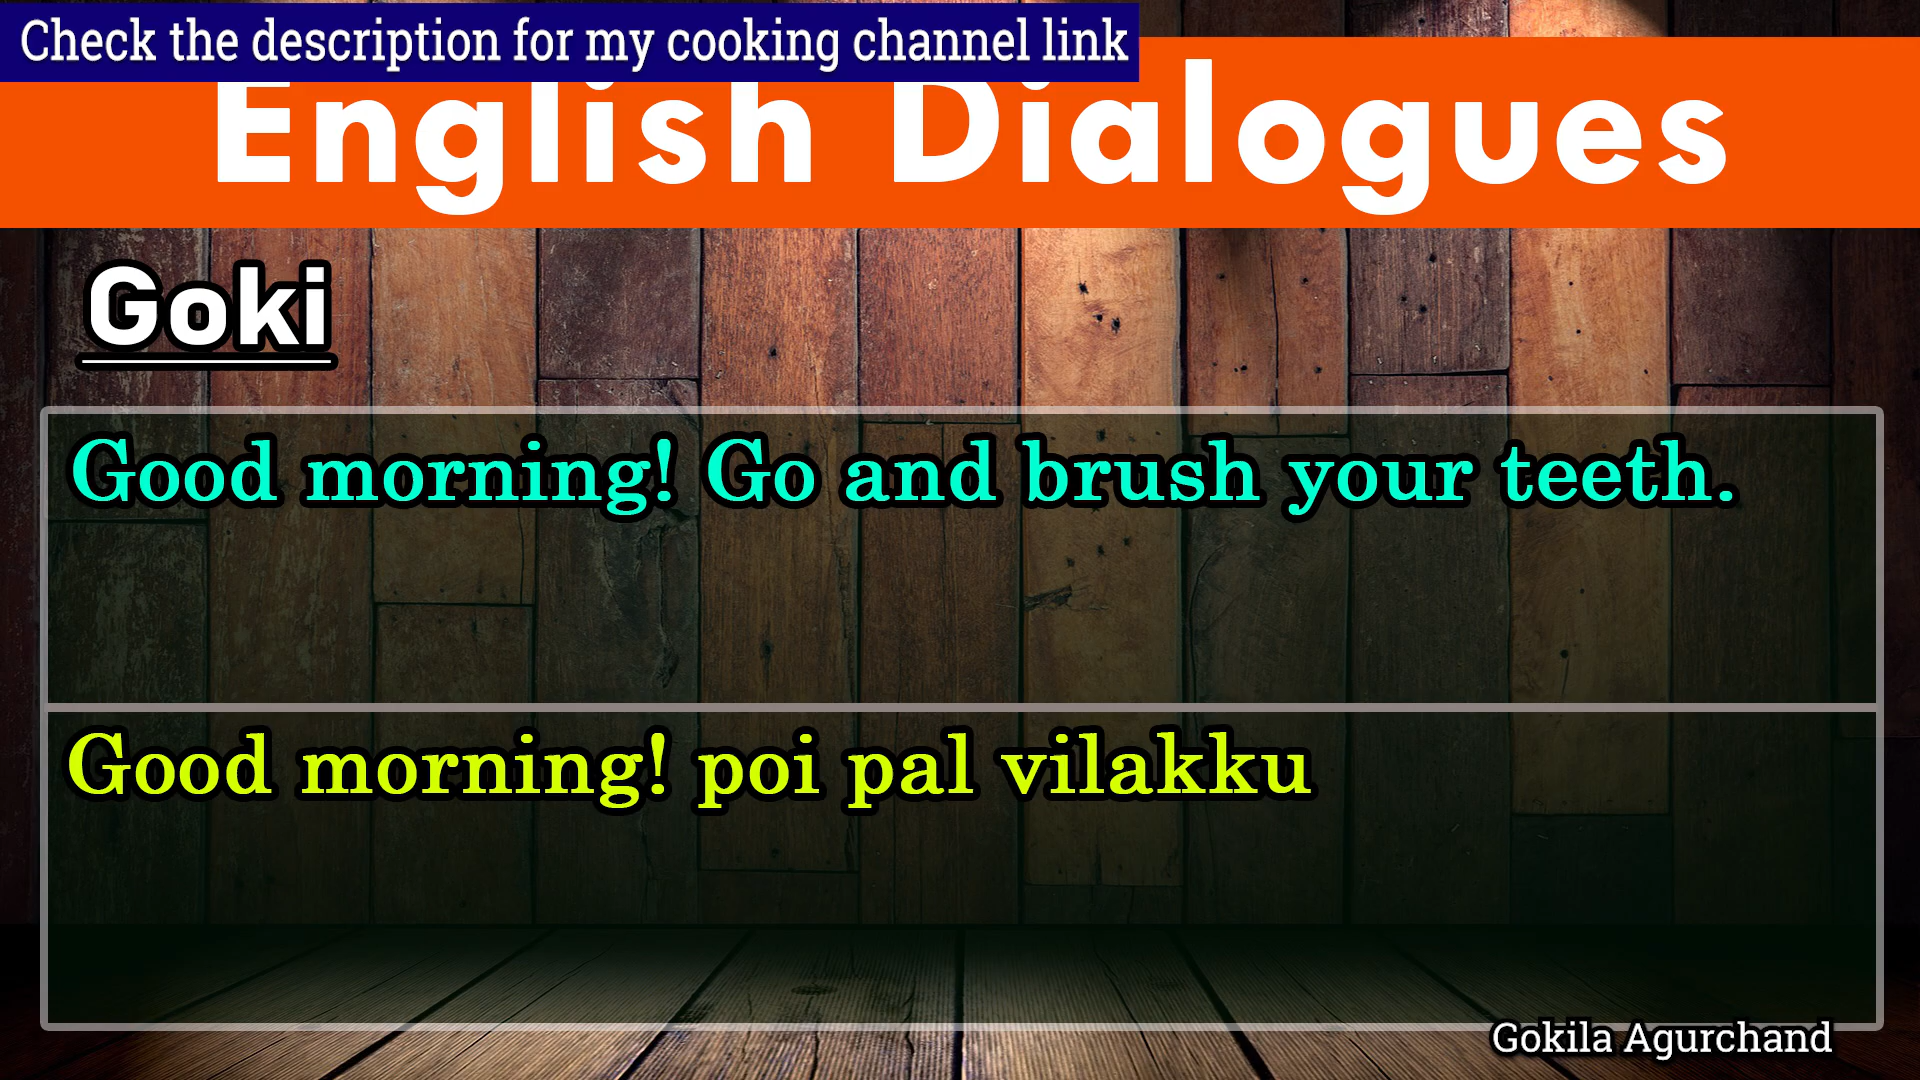 Check the description for my cooking channel link
English Dialogues
Goki
Good morning! Go and brush your teeth.
Good morning! poi pal vilakku
Gokila Agurchand